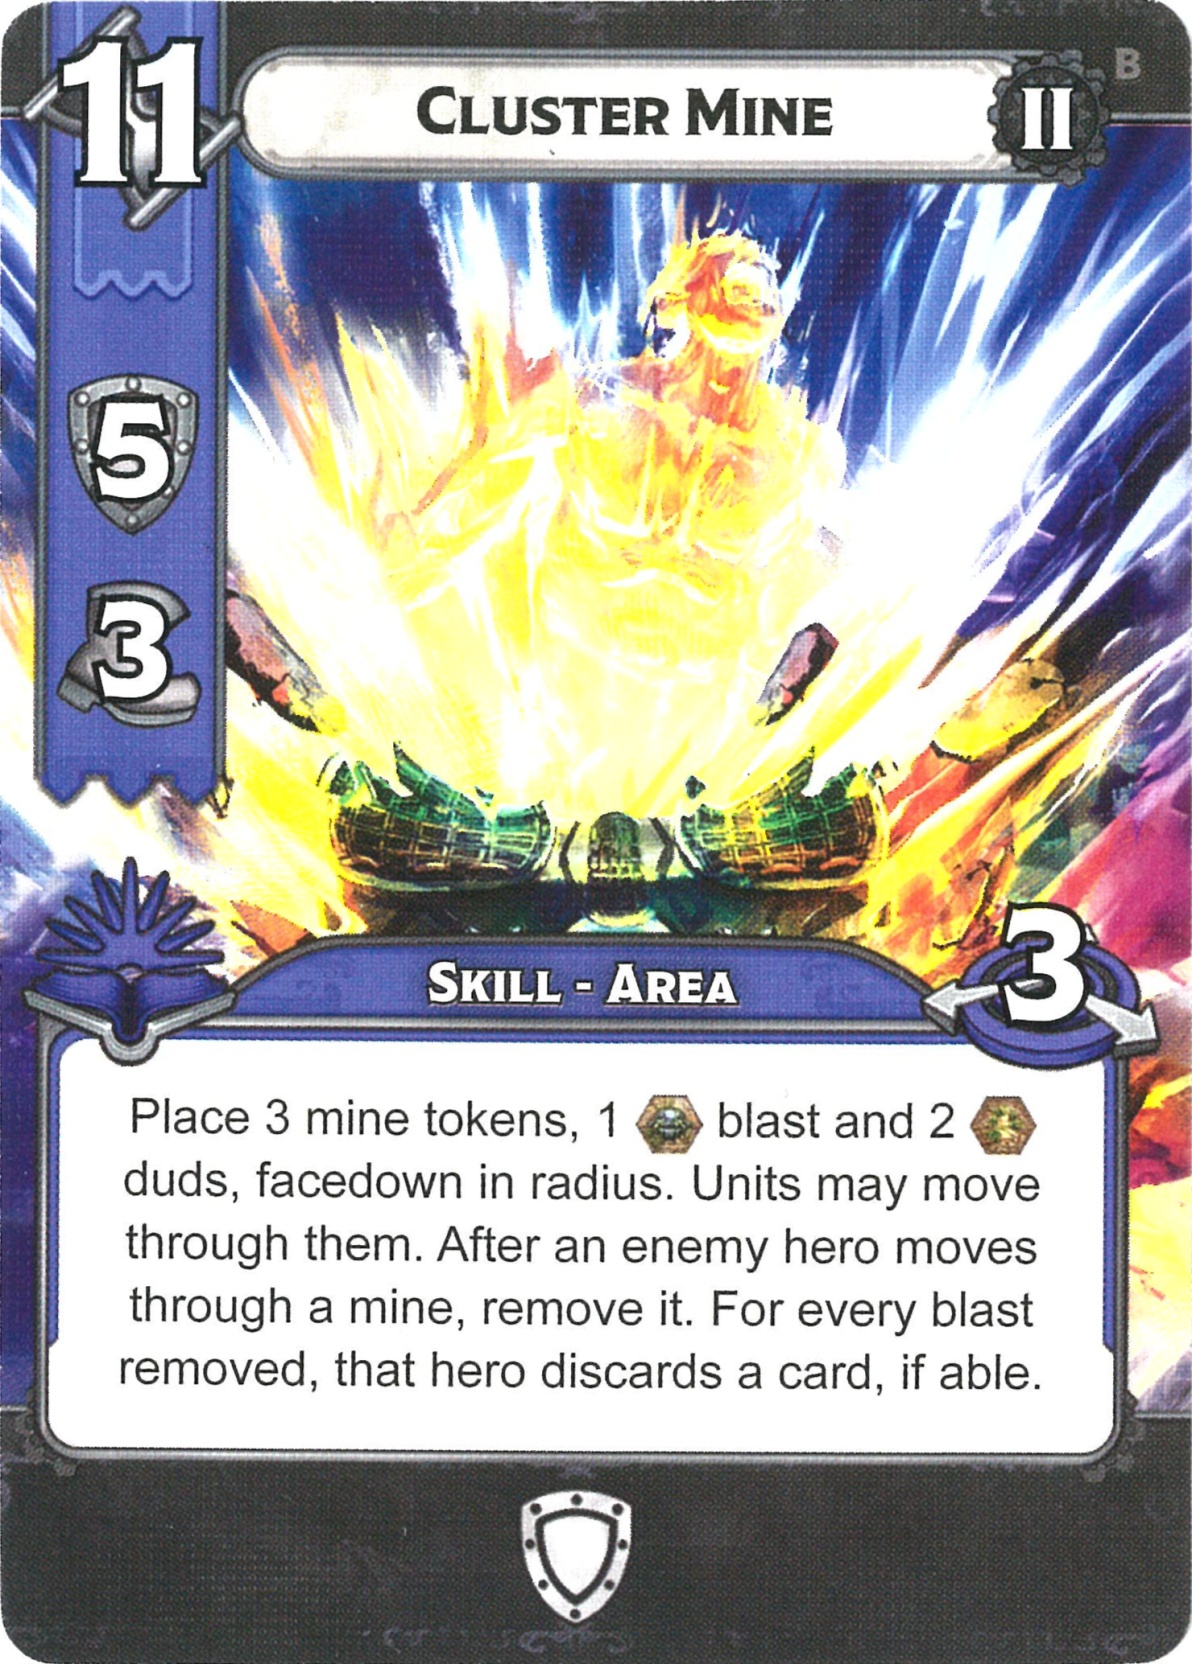 11
CLUSTER MINE
II
B
5
3
SKILL - AREA
3
Place 3 mine tokens, 1 blast and 2
duds, facedown in radius. Units may move
through them. After an enemy hero moves
through a mine, remove it. For every blast
removed, that hero discards a card, if able.